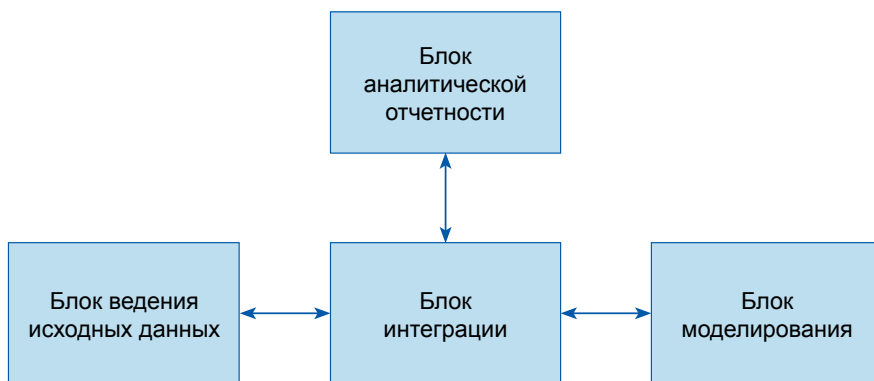 Блок
аналитической
отчетности
Блок ведения
исходных данных
Блок
интеграции
Блок
моделирования